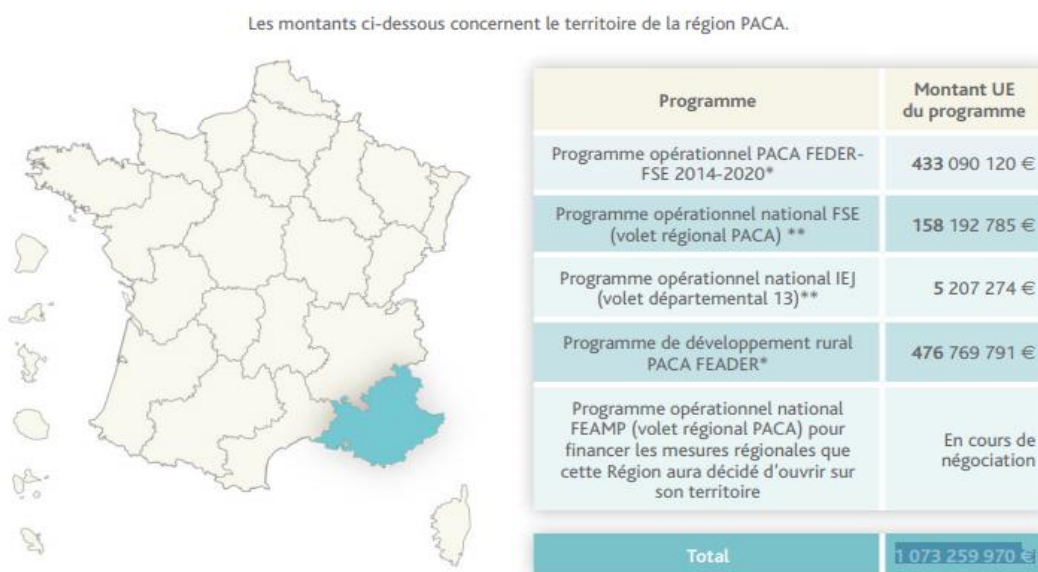 Les montants ci-dessous concernent le territoire de la région PACA.
Programme
Montant UE
du programme
Programme opérationnel PACA FEDER-
FSE 2014-2020*
433 090 120 €
Programme opérationnel national FSE
(volet régional PACA) **
158 192 785 €
Programme opérationnel national IEJ
(volet départemental 13)**
5 207 274 €
Programme de développement rural
PACA FEADER*
476 769 791 €
Programme opérationnel national
FEAMP (volet régional PACA) pour
financer les mesures régionales que
cette Région aura décidé d'ouvrir sur
son territoire
En cours de
négociation
Total
1 073 259 970 €